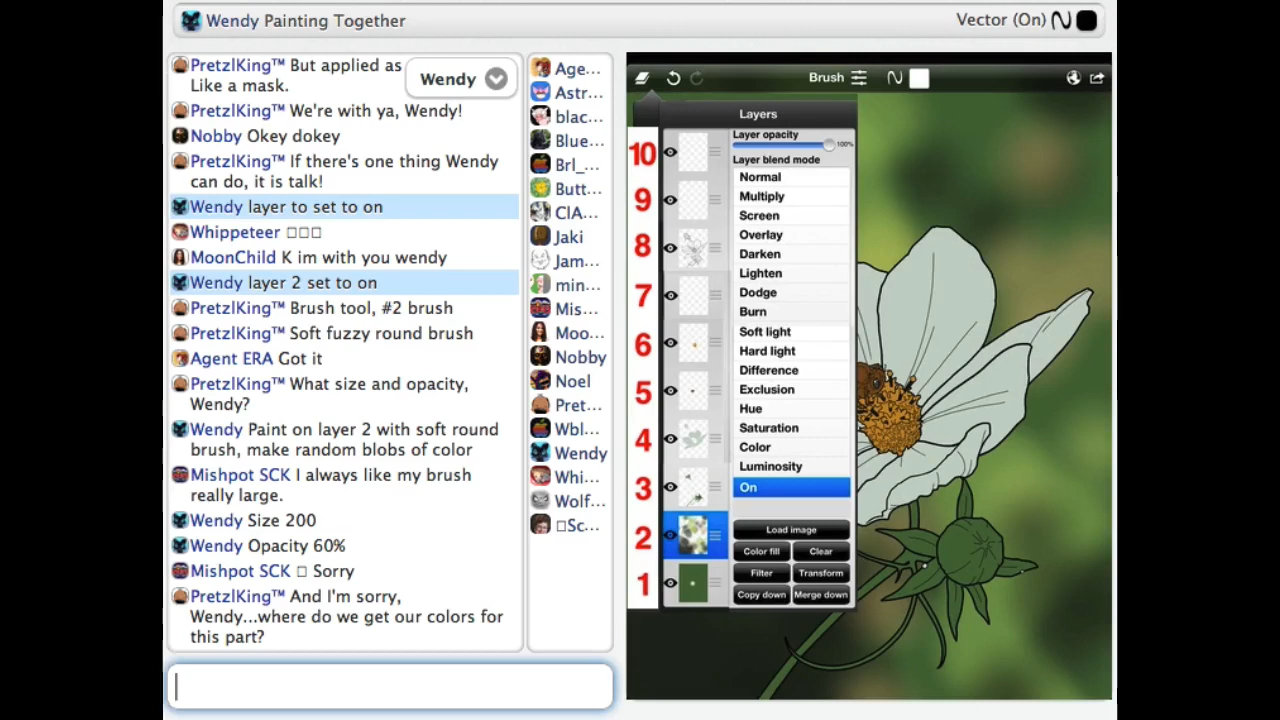 Wendy Painting Together
Vector (On)
PretzlKing™ But applied as
Like a mask.
Wendy
PretzlKing™ We're with ya, Wendy!
Nobby Okey dokey
PretzlKing™ If there's one thing Wendy
can do, it is talk!
Wendy layer to set to on
Whippeteer
MoonChild K im with you wendy
Wendy layer 2 set to on
PretzlKing™ Brush tool, #2 brush
PretzlKing™ Soft fuzzy round brush
Agent ERA Got it
PretzlKing™ What size and opacity,
Wendy?
Wendy Paint on layer 2 with soft round
brush, make random blobs of color
Mishpot SCK I always like my brush
really large.
Wendy Size 200
Wendy Opacity 60%
Mishpot SCK Sorry
PretzlKing™ And I'm sorry,
Wendy...where do we get our colors for
this part?
Age...
Astr...
blac...
Blue...
Brl_...
Butt...
ClA...
Jaki
Jam...
min...
Mis...
Moo...
Nobby
Noel
Pret...
Wbl...
Wendy
Whi...
Wolf...
Sc...
Brush
Layers
10
9
8
7
6
5
4
3
2
1
Layer opacity
100%
Layer blend mode
Normal
Multiply
Screen
Overlay
Darken
Lighten
Dodge
Burn
Soft light
Hard light
Difference
Exclusion
Hue
Saturation
Color
Luminosity
On
Load image
Color fill Clear
Filter Transform
Copy down Merge down